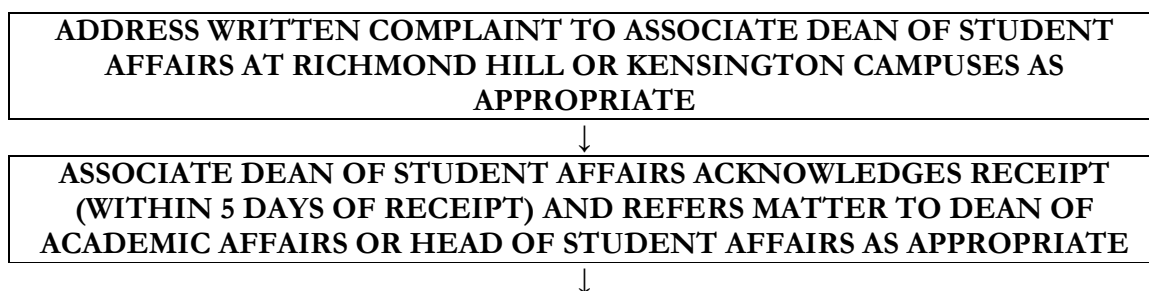 ADDRESS WRITTEN COMPLAINT TO ASSOCIATE DEAN OF STUDENT
AFFAIRS AT RICHMOND HILL OR KENSINGTON CAMPUSES AS
APPROPRIATE
↓
ASSOCIATE DEAN OF STUDENT AFFAIRS ACKNOWLEDGES RECEIPT
(WITHIN 5 DAYS OF RECEIPT) AND REFERS MATTER TO DEAN OF
ACADEMIC AFFAIRS OR HEAD OF STUDENT AFFAIRS AS APPROPRIATE
↓